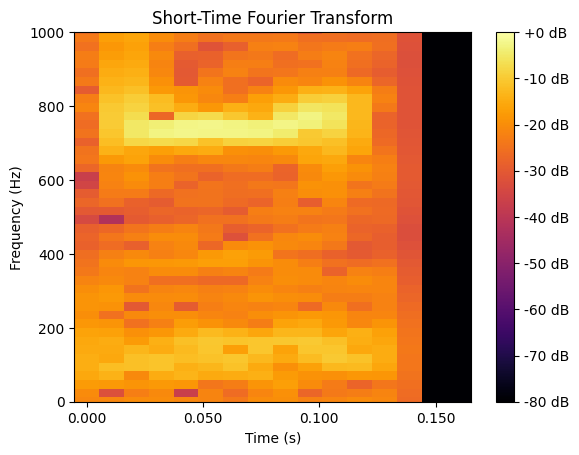 Short-Time Fourier Transform
1000
800
600
400
200
0
Frequency (Hz)
0.000
0.050
0.100
0.150
Time (s)
+0 dB
-10 dB
-20 dB
-30 dB
-40 dB
-50 dB
-60 dB
-70 dB
-80 dB